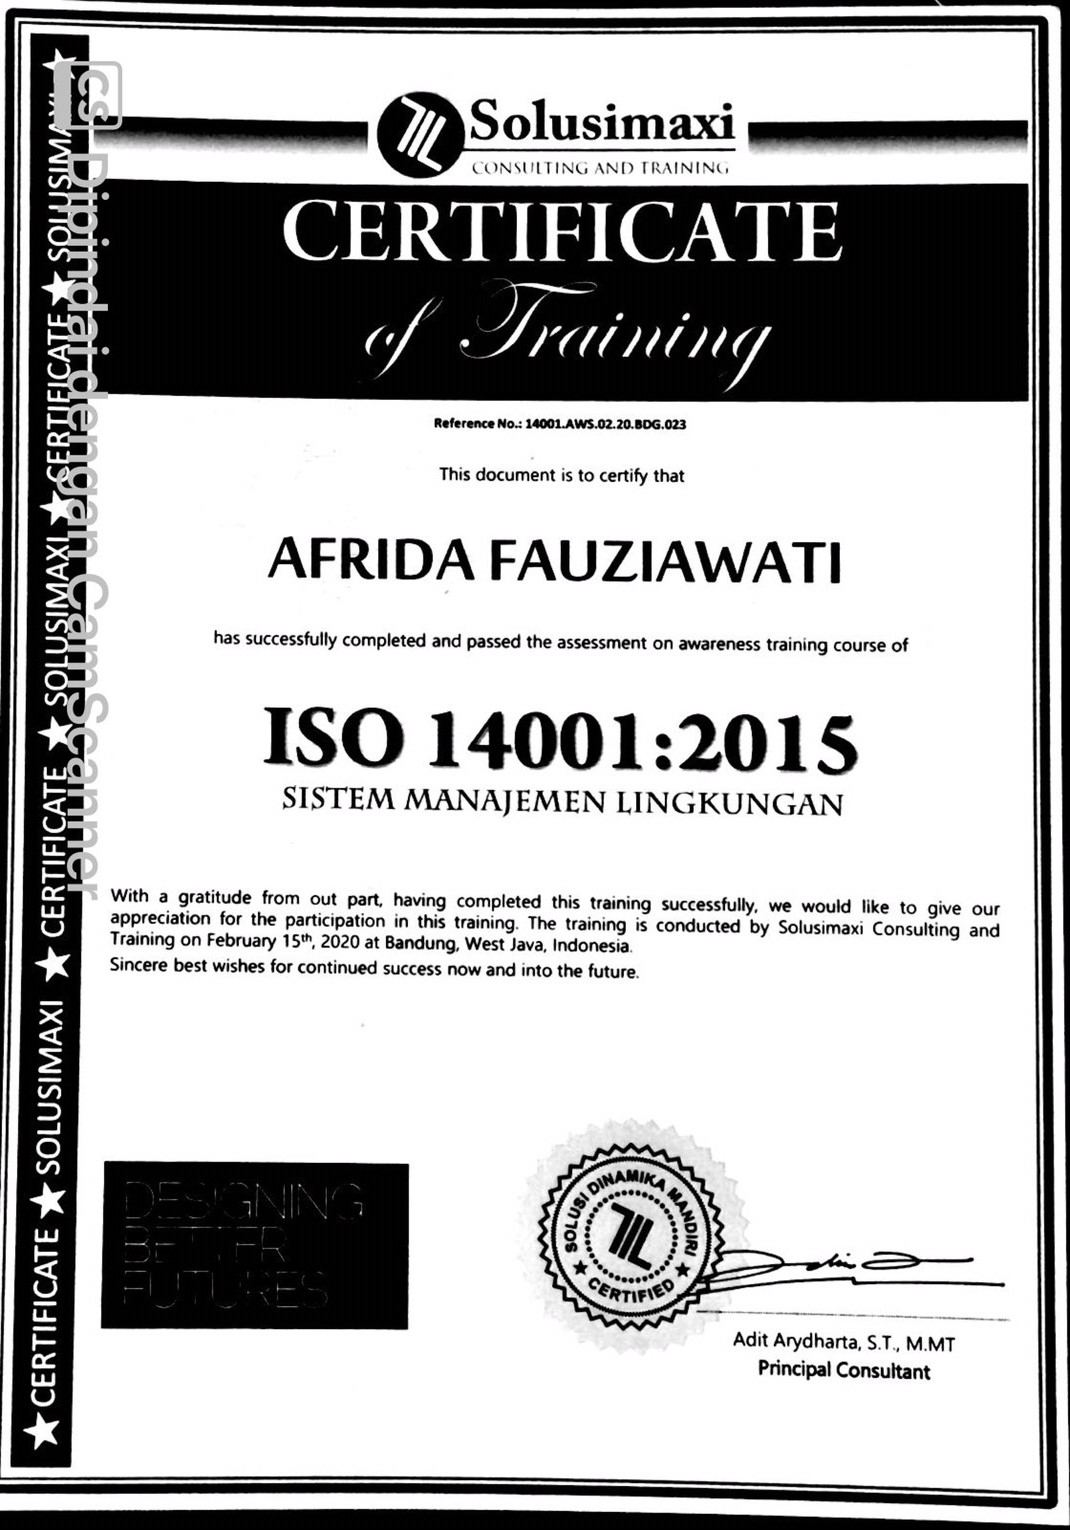 Solusimaxi
CONSULTING AND TRAINING
CERTIFICATE
of Training
Reference No.: 14001.AWS.02.20.BDG.023
This document is to certify that
AFRIDA FAUZIAWATI
has successfully completed and passed the assessment on awareness training course of
ISO 14001:2015
SISTEM MANAJEMEN LINGKUNGAN
With a gratitude from out part, having completed this training successfully, we would like to give our
appreciation for the participation in this training. The training is conducted by Solusimaxi Consulting and
Training on February 15th, 2020 at Bandung, West Java, Indonesia.
Sincere best wishes for continued success now and into the future.
DESIGNING
BETTER
FUTURES
SOLUSI DINAMIKA MANDIRI
CERTIFIED
Adit Arydharta, S.T., M.MT
Principal Consultant
CERTIFICATE SOLUSIMAXI CERTIFICATE SOLUSIMAXI CERTIFICATE SOLUSIMAXI
CS Dipindai dengan CamScanner